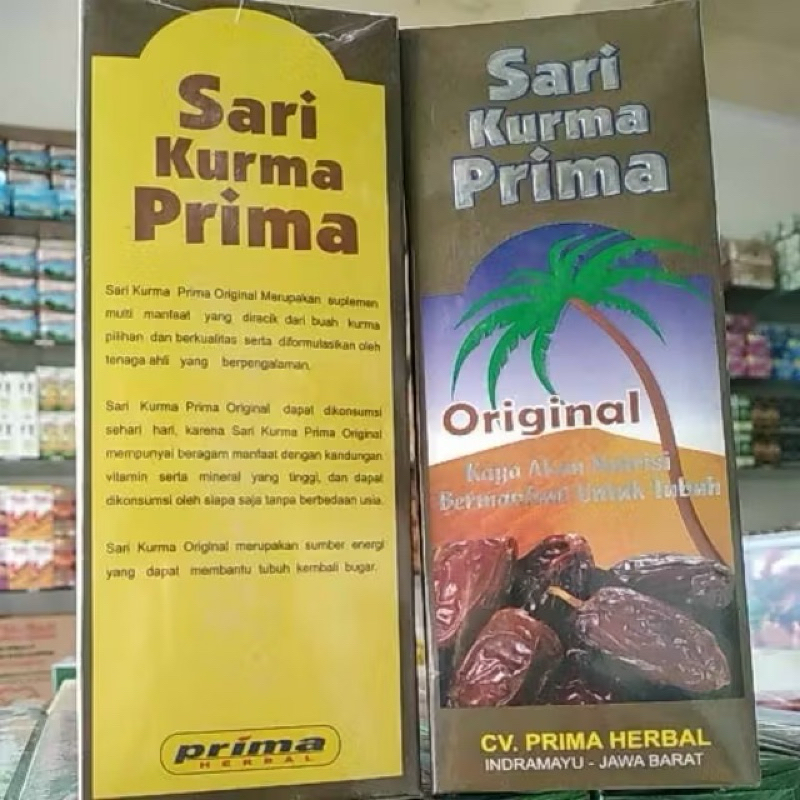 Sari
Kurma
Prima
Sari Kurma Prima Original Merupakan suplemen
multi manfaat yang diracik dari buah kurma
pilihan dan berkualitas serta diformulasikan oleh
tenaga ahli yang berpengalaman.
Sari Kurma Prima Original dapat dikonsumsi
sehari hari, karena Sari Kurma Prima Original
mempunyai beragam manfaat dengan kandungan
vitamin serta mineral yang tinggi, dan dapat
dikonsumsi oleh siapa saja tanpa berbedaan usia.
Sari Kurma Original merupakan sumber energi
yang dapat membantu tubuh kembali bugar.
prima
HERBAL
Sari
Kurma
Prima
Original
Kaya Akan Nutrisi
Bermanfaat Untuk Tubuh
CV. PRIMA HERBAL
INDRAMAYU - JAWA BARAT